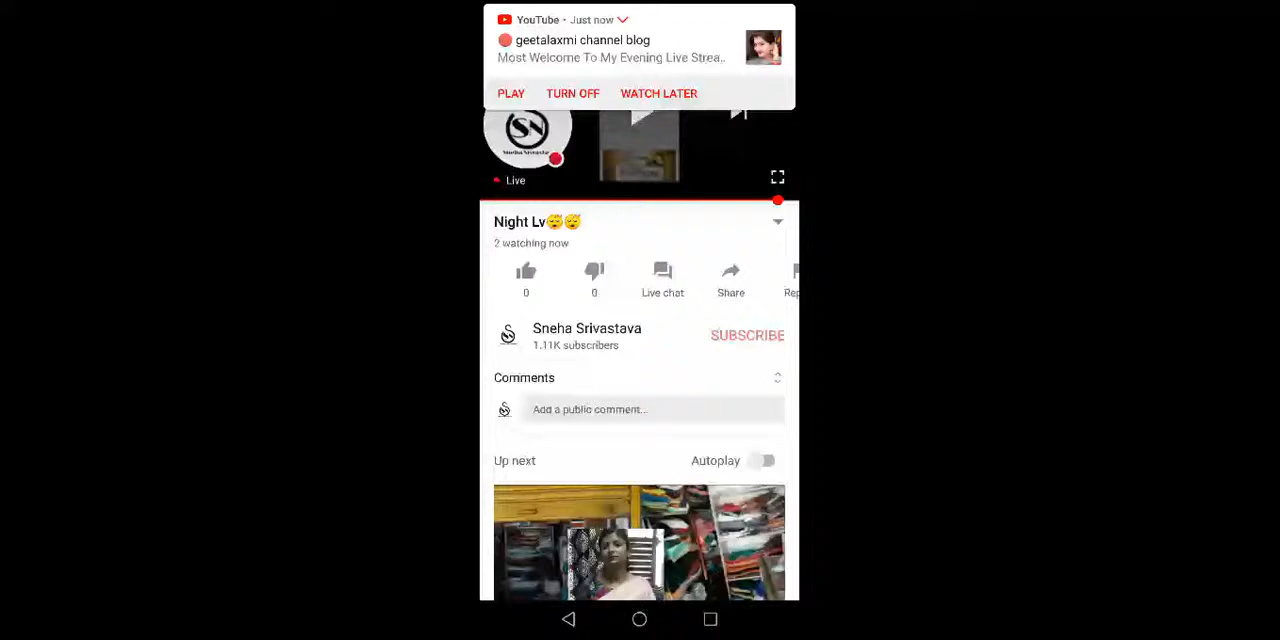 YouTube • Just now
🔴 geetalaxmi channel blog
Most Welcome To My Evening Live Strea..
PLAY TURN OFF WATCH LATER
SN
Live
Night Lv😴😴
2 watching now
0 0 Live chat Share Rep
Sneha Srivastava
SUBSCRIBE
1.11K subscribers
Comments
Add a public comment...
Up next Autoplay